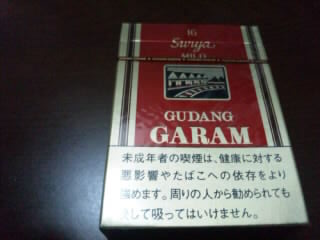 16
Surya
MILD
GUDANG
GARAM
未成年者の喫煙は、健康に対する
悪影響やたばこへの依存をより
強めます。周りの人から勧められても
決して吸ってはいけません。